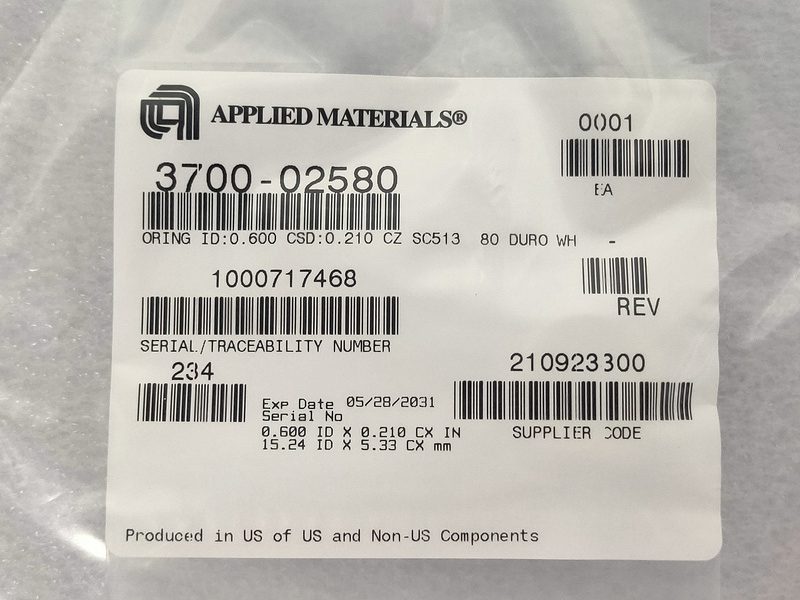 APPLIED MATERIALS®
0001
EA
3700-02580
ORING ID:0.600 CSD:0.210 CZ SC513 80 DURO WH -
1000717468
REV
SERIAL/TRACEABILITY NUMBER
234
210923300
Exp Date 05/28/2031
Serial No
0.600 ID X 0.210 CX IN
15.24 ID X 5.33 CX mm
SUPPLIER CODE
Produced in US of US and Non-US Components